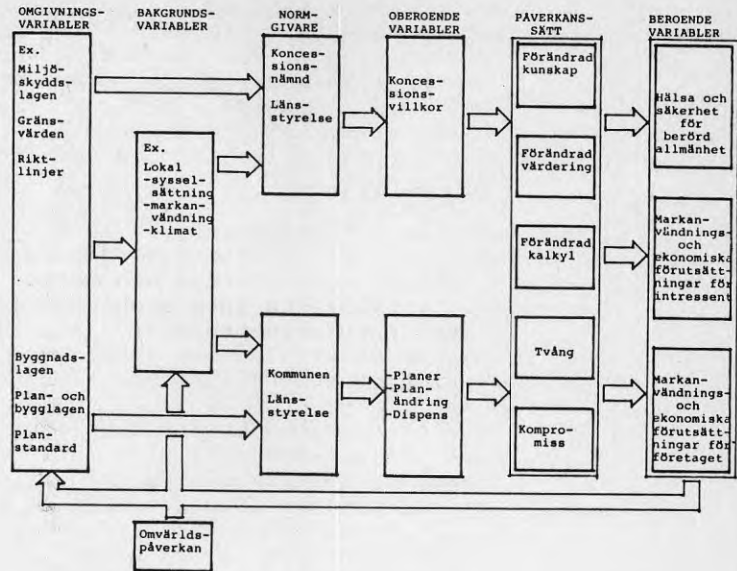 OMGIVNINGS-
VARIABLER
BAKGRUNDS-
VARIABLER
NORM-
GIVARE
OBEROENDE
VARIABLER
PÅVERKANS-
SÄTT
BEROENDE
VARIABLER
Ex.
Miljö-
skydds-
lagen
Gräns-
värden
Rikt-
linjer
Byggnads-
lagen
Plan- och
bygglagen
Plan-
standard
Ex.
Lokal
-syssel-
sättning
-markan-
vändning
-klimat
Omvärlds-
påverkan
Koncess-
ions-
nämnd
Läns-
styrelse
Kommunen
Läns-
styrelse
Konces-
sions-
villkor
-Planer
-Plan-
ändring
-Dispens
Förändrad
kunskap
Förändrad
värdering
Förändrad
kalkyl
Tvång
Kompro-
miss
Hälsa och
säkerhet
för
berörd
allmänhet
Markan-
vändnings-
och
ekonomiska
förutsätt-
ningar för
intressent
Markan-
vändnings-
och
ekonomiska
förutsätt-
ningar för
företaget